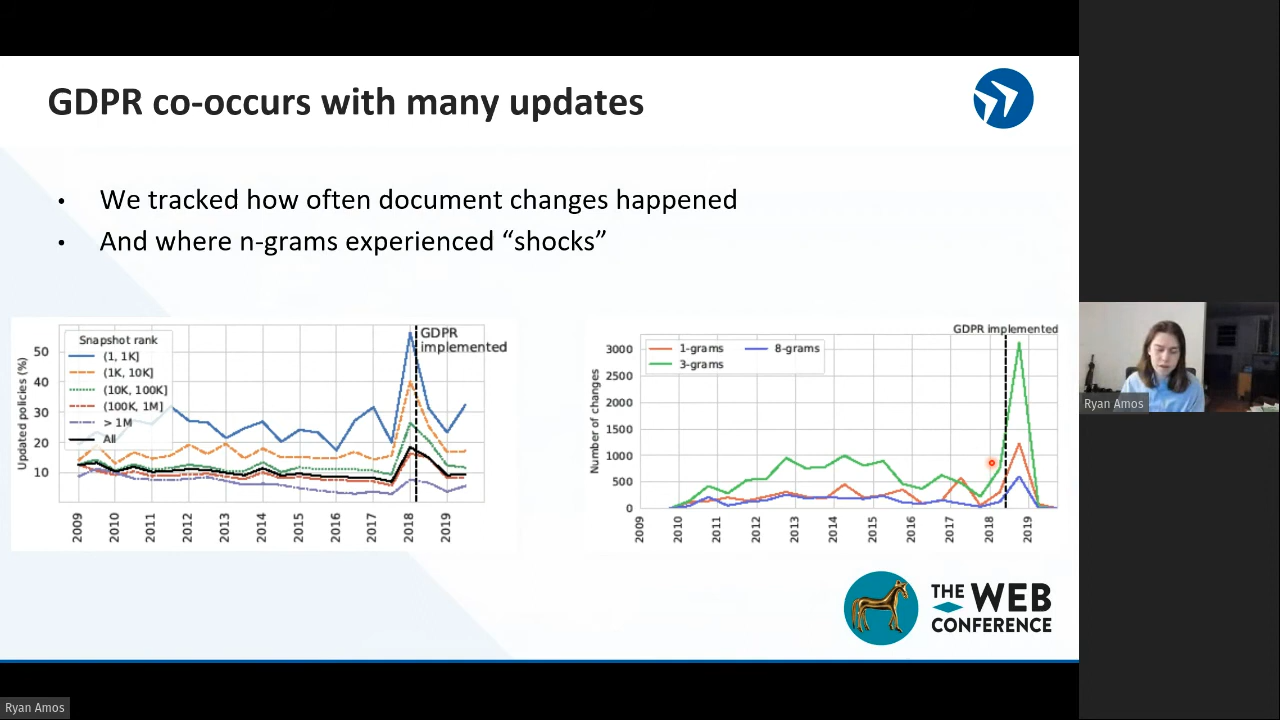 GDPR co-occurs with many updates
• We tracked how often document changes happened
• And where n-grams experienced “shocks”
Updated policies (%)
50
40
30
20
10
Snapshot rank
(1, 1K]
(1K, 10K]
(10K, 100K]
(100K, 1M]
> 1M
All
GDPR
implemented
2009
2010
2011
2012
2013
2014
2015
2016
2017
2018
2019
GDPR implemented
Number of changes
3000
2500
2000
1500
1000
500
0
1-grams
3-grams
8-grams
2009
2010
2011
2012
2013
2014
2015
2016
2017
2018
2019
THE WEB
CONFERENCE
Ryan Amos
Ryan Amos